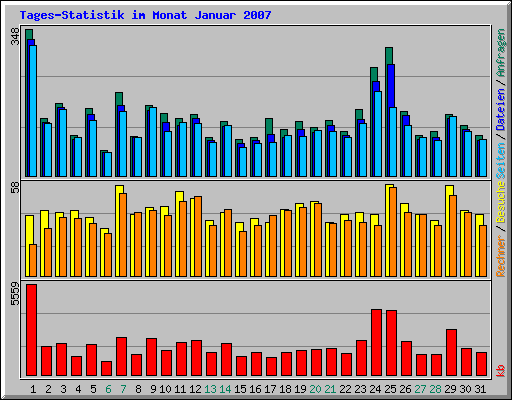 Tages-Statistik im Monat Januar 2007
348
Rechner / Besuche Seiten / Dateien / Anfragen
58
5559
kb
1 2 3 4 5 6 7 8 9 10 11 12 13 14 15 16 17 18 19 20 21 22 23 24 25 26 27 28 29 30 31